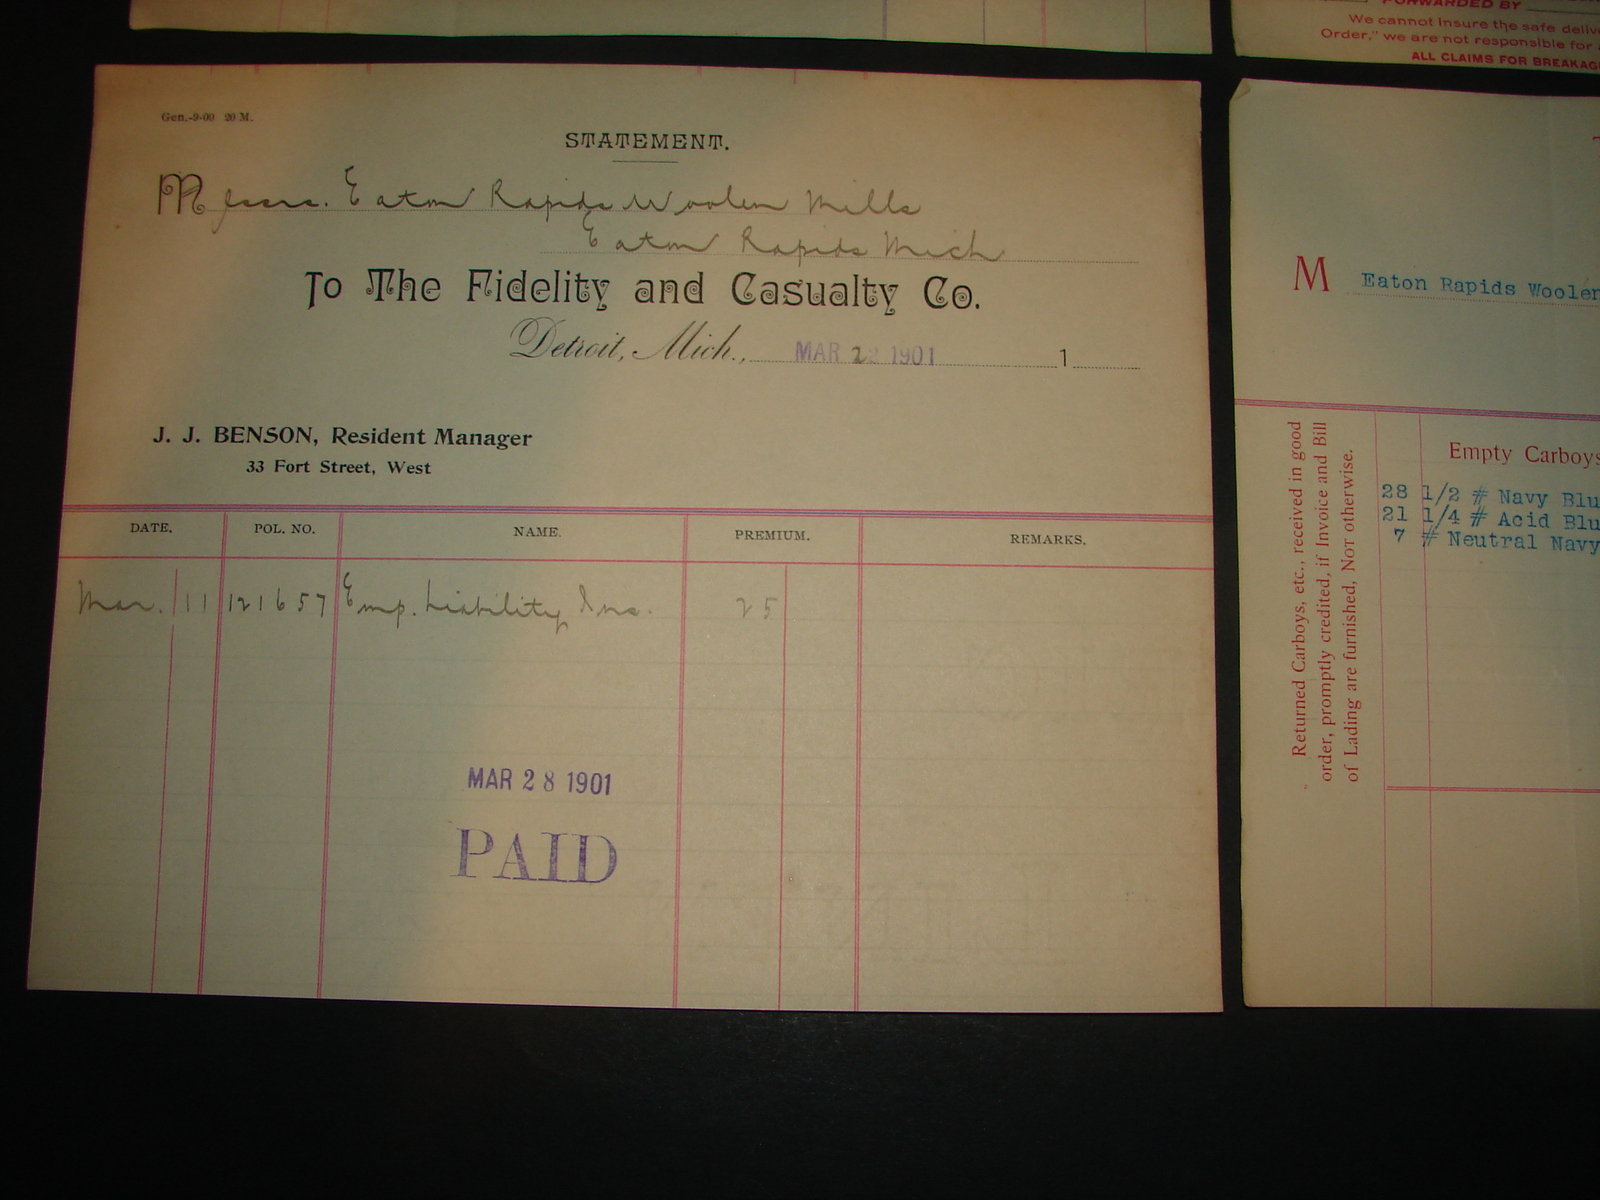 FORWARDED BY
We cannot Insure the safe
Order," we are not responsible for
ALL CLAIMS FOR
Gen.-9-00 20 M.
STATEMENT.
Messrs. Eaton Rapids Woolen Mills
Eaton Rapids Mich
To The Fidelity and Casualty Co.
Detroit, Mich., MAR 22 1901 1
J. J. BENSON, Resident Manager
33 Fort Street, West
DATE. POL. NO. NAME. PREMIUM. REMARKS.
Mar. 11 121657 Emp. Liability Ins. 25
MAR 28 1901
PAID
M Eaton Rapids
Empty Carboys
28 1/2 # Navy
21 1/4 # Acid
7 # Neutral Navy
"Returned Carboys, etc., received in good
order, promptly credited, if Invoice and Bill
of Lading are furnished, NOT otherwise.